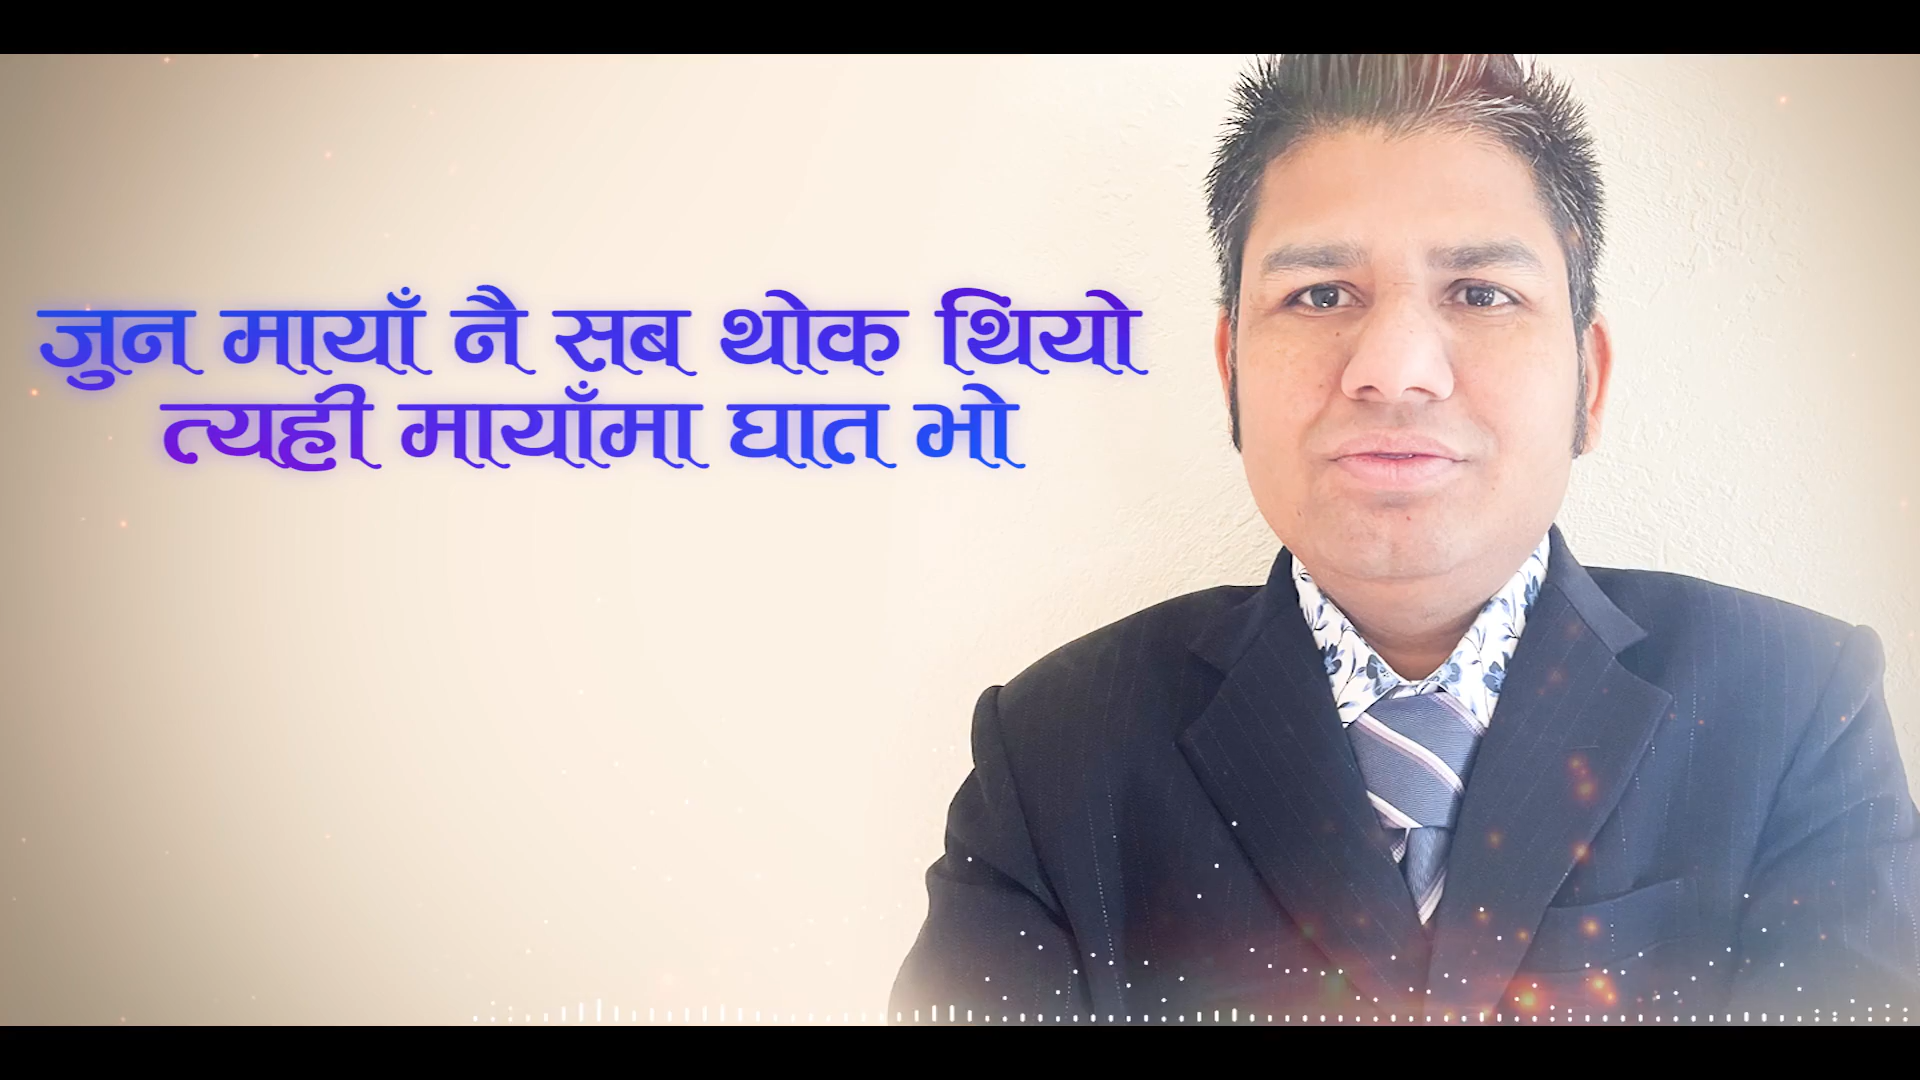 जुन मायाँ नै सब थोक थियो
त्यही मायाँमा घात भो